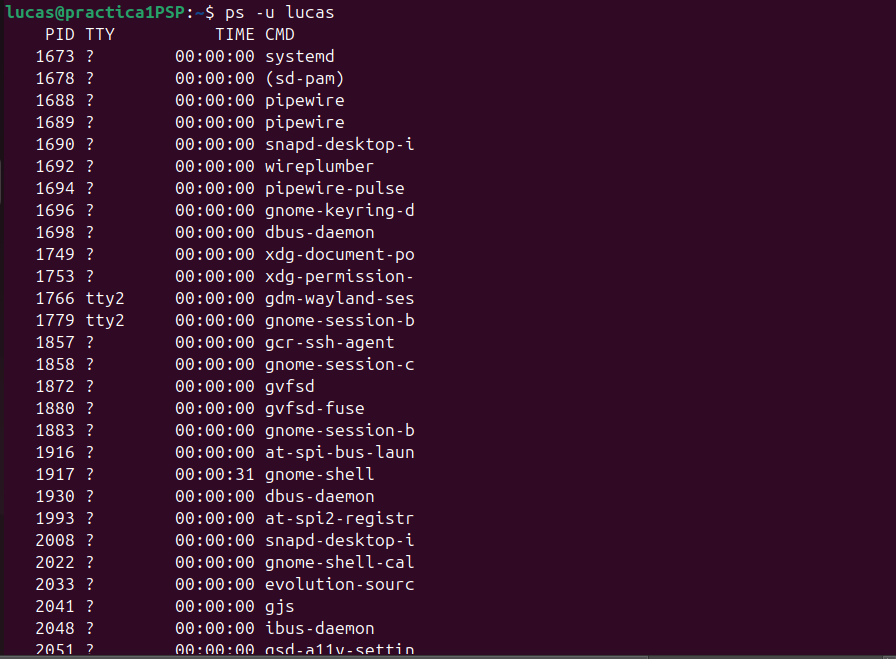 lucas@practica1PSP:~$ ps -u lucas
    PID TTY          TIME CMD
   1673 ?        00:00:00 systemd
   1678 ?        00:00:00 (sd-pam)
   1688 ?        00:00:00 pipewire
   1689 ?        00:00:00 pipewire
   1690 ?        00:00:00 snapd-desktop-i
   1692 ?        00:00:00 wireplumber
   1694 ?        00:00:00 pipewire-pulse
   1696 ?        00:00:00 gnome-keyring-d
   1698 ?        00:00:00 dbus-daemon
   1749 ?        00:00:00 xdg-document-po
   1753 ?        00:00:00 xdg-permission-
   1766 tty2     00:00:00 gdm-wayland-ses
   1779 tty2     00:00:00 gnome-session-b
   1857 ?        00:00:00 gcr-ssh-agent
   1858 ?        00:00:00 gnome-session-c
   1872 ?        00:00:00 gvfsd
   1880 ?        00:00:00 gvfsd-fuse
   1883 ?        00:00:00 gnome-session-b
   1916 ?        00:00:00 at-spi-bus-laun
   1917 ?        00:00:31 gnome-shell
   1930 ?        00:00:00 dbus-daemon
   1993 ?        00:00:00 at-spi2-registr
   2008 ?        00:00:00 snapd-desktop-i
   2022 ?        00:00:00 gnome-shell-cal
   2033 ?        00:00:00 evolution-sourc
   2041 ?        00:00:00 gjs
   2048 ?        00:00:00 ibus-daemon
   2051 ?        00:00:00 gsd-a11y-settin